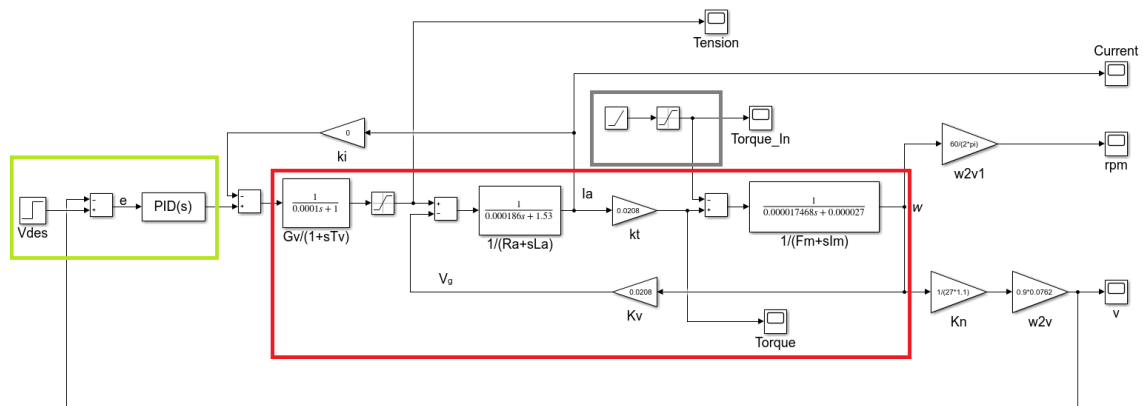 Tension
Current
0
ki
Torque_In
60/(2*pi)
w2v1
rpm
Vdes
e
PID(s)
1
0.0001s + 1
Gv/(1+sTv)
1
0.000186s + 1.53
1/(Ra+sLa)
Ia
0.0208
kt
1
0.000017468s + 0.000027
1/(Fm+sIm)
w
Vg
0.0208
Kv
Torque
1/(27*1.1)
Kn
0.9*0.0762
w2v
v